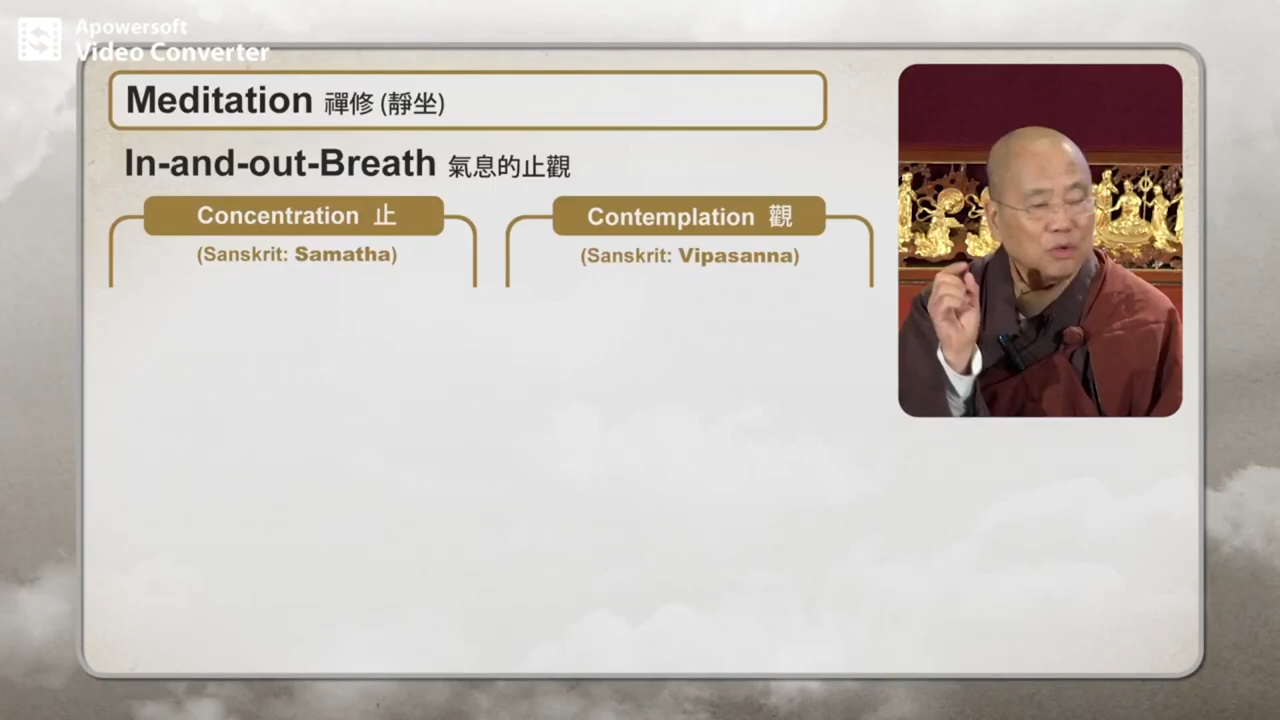 Apowersoft
Video Converter
Meditation 禪修 (靜坐)
In-and-out-Breath 氣息的止觀
Concentration 止
(Sanskrit: Samatha)
Contemplation 觀
(Sanskrit: Vipasanna)